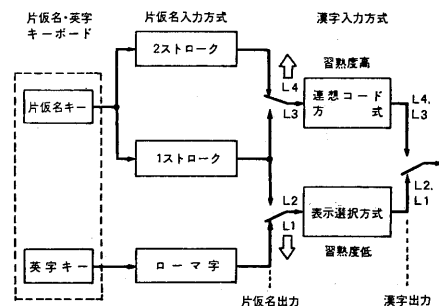 片仮名・英字
キーボード
片仮名入力方式
漢字入力方式
2ストローク
習熟度高
片仮名キー
L4
L3
連想コード
方 式
L4,
L3
1ストローク
L2
L1
表示選択方式
L2,
L1
習熟度低
英字キー
ローマ字
片仮名出力
漢字出力